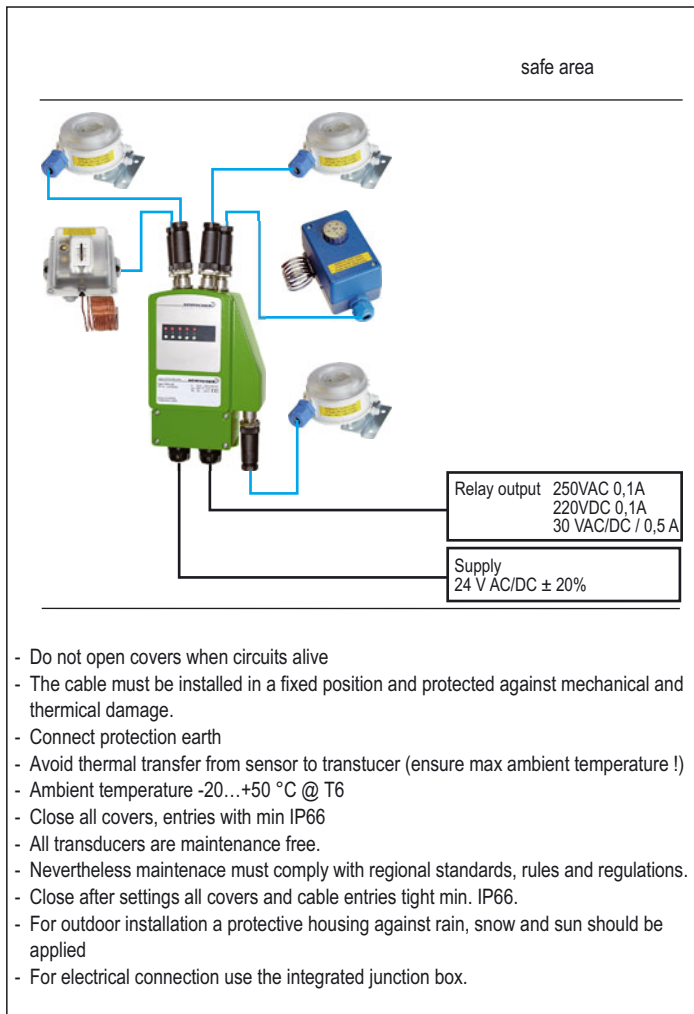 safe area
Relay output 250VAC 0,1A
220VDC 0,1A
30 VAC/DC / 0,5 A
Supply
24 V AC/DC ± 20%
- Do not open covers when circuits alive
- The cable must be installed in a fixed position and protected against mechanical and
thermical damage.
- Connect protection earth
- Avoid thermal transfer from sensor to transtucer (ensure max ambient temperature !)
- Ambient temperature -20…+50 °C @ T6
- Close all covers, entries with min IP66
- All transducers are maintenance free.
- Nevertheless maintenace must comply with regional standards, rules and regulations.
- Close after settings all covers and cable entries tight min. IP66.
- For outdoor installation a protective housing against rain, snow and sun should be
applied
- For electrical connection use the integrated junction box.